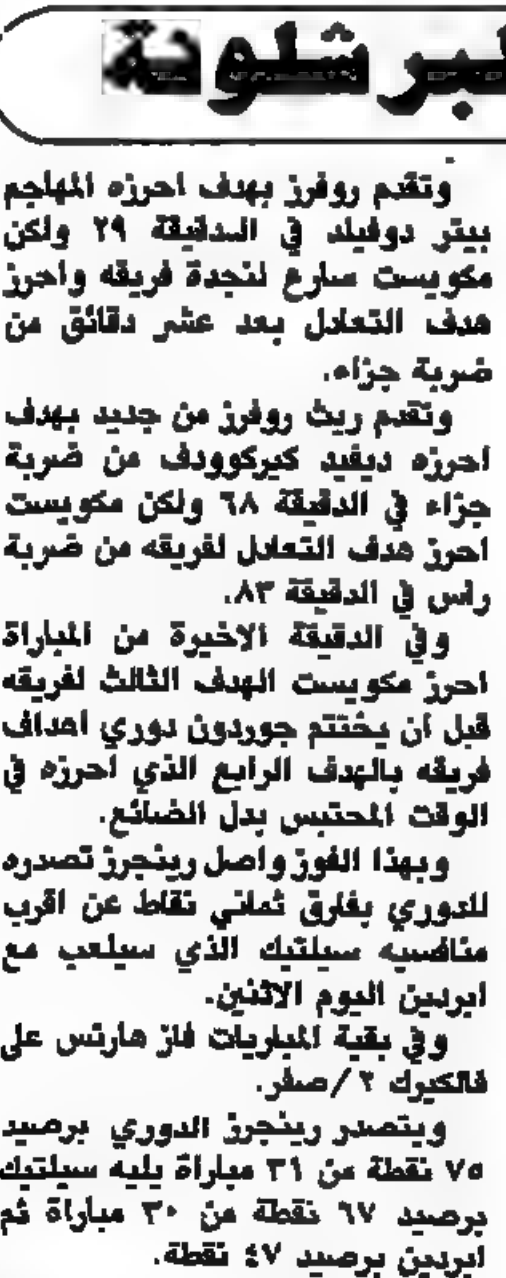 لبرشلونة
وتقدم روفرز بهدف احرزه المهاجم
بيتر دوفيلد في الدقيقة ٢٩ ولكن
مكويست سارع لنجدة فريقه واحرز
هدف التعادل بعد عشر دقائق من
ضربة جزاء.
وتقدم ريث روفرز من جديد بهدف
احرزه ديفيد كيركوودف من ضربة
جزاء في الدقيقة ٦٨ ولكن مكويست
احرز هدف التعادل لفريقه من ضربة
راس في الدقيقة ٨٣.
وفي الدقيقة الاخيرة من المباراة
احرز مكويست الهدف الثالث لفريقه
قبل ان يختتم جوردون دوري اهداف
فريقه بالهدف الرابع الذي احرزه في
الوقت المحتبس بدل الضائع.
وبهذا الفوز واصل رينجرز تصدره
للدوري بفارق ثماني نقاط عن اقرب
منافسيه سيلتيك الذي سيلعب مع
ابردين اليوم الاثنين.
وفي بقية المباريات فاز هارتس على
فالكيرك ٢/صفر.
ويتصدر رينجرز الدوري برصيد
٧٥ نقطة من ٣١ مباراة يليه سيلتيك
برصيد ٦٧ نقطة من ٣٠ مباراة ثم
ابردين برصيد ٤٧ نقطة.